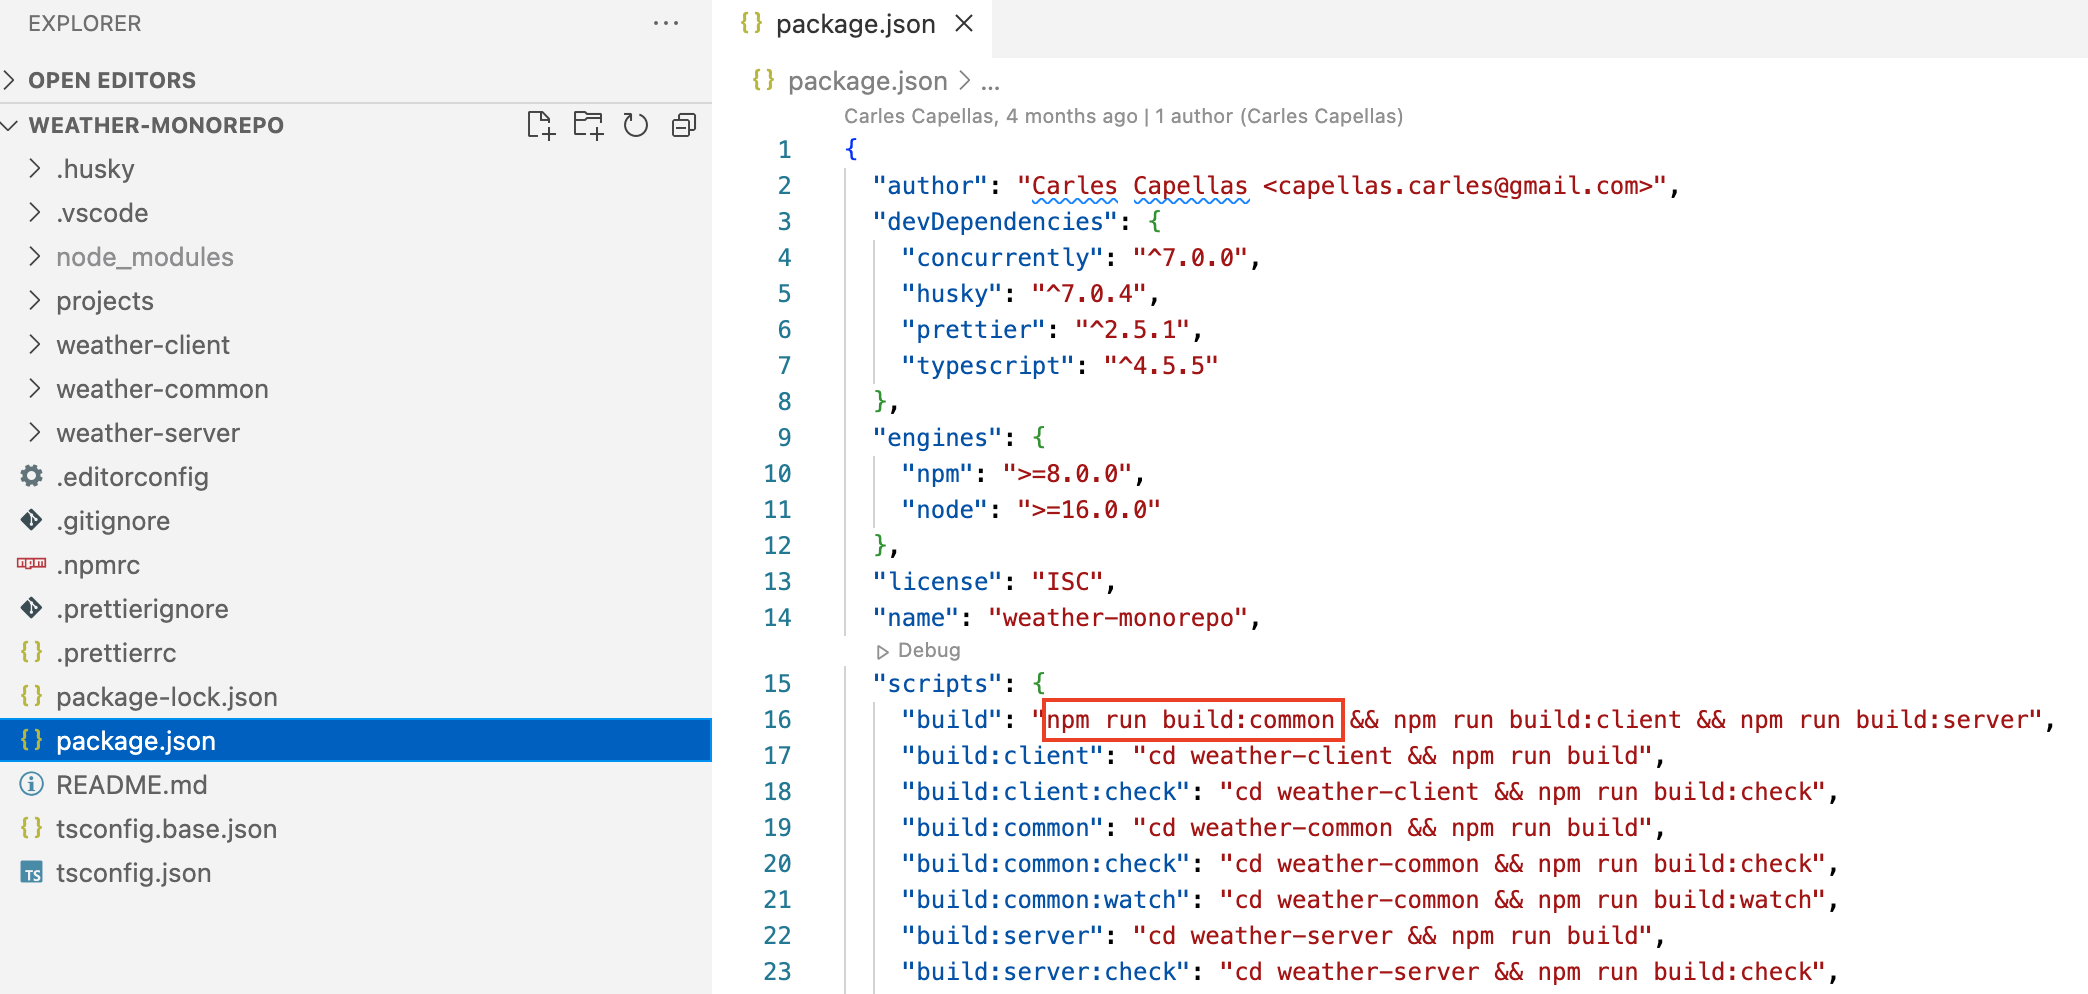 EXPLORER
OPEN EDITORS
WEATHER-MONOREPO
.husky
.vscode
node_modules
projects
weather-client
weather-common
weather-server
.editorconfig
.gitignore
.npmrc
.prettierignore
.prettierrc
package-lock.json
package.json
README.md
tsconfig.base.json
TS tsconfig.json
{} package.json
{} package.json > ...
Carles Capellas, 4 months ago | 1 author (Carles Capellas)
1 {
2 "author": "Carles Capellas <capellas.carles@gmail.com>",
3 "devDependencies": {
4 "concurrently": "^7.0.0",
5 "husky": "^7.0.4",
6 "prettier": "^2.5.1",
7 "typescript": "^4.5.5"
8 },
9 "engines": {
10 "npm": ">=8.0.0",
11 "node": ">=16.0.0"
12 },
13 "license": "ISC",
14 "name": "weather-monorepo",
Debug
15 "scripts": {
16 "build": "npm run build:common && npm run build:client && npm run build:server",
17 "build:client": "cd weather-client && npm run build",
18 "build:client:check": "cd weather-client && npm run build:check",
19 "build:common": "cd weather-common && npm run build",
20 "build:common:check": "cd weather-common && npm run build:check",
21 "build:common:watch": "cd weather-common && npm run build:watch",
22 "build:server": "cd weather-server && npm run build",
23 "build:server:check": "cd weather-server && npm run build:check",